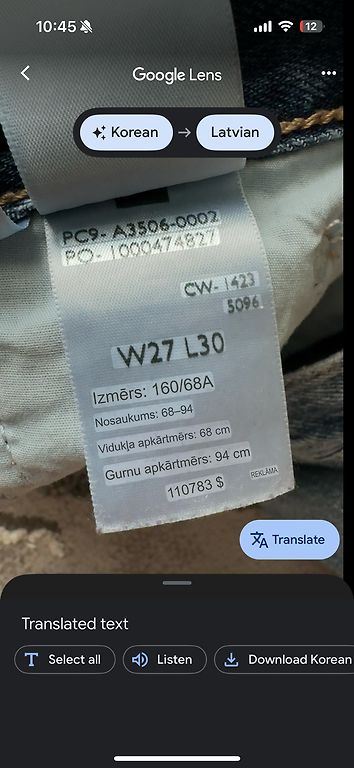 10:45
12
Google Lens
Korean → Latvian
PC9- A3506-0002
PO- 1000474827
CW- 1423
5096
W27 L30
Izmērs: 160/68A
Nosaukums: 68–94
Vidukļa apkārtmērs: 68 cm
Gurnu apkārtmērs: 94 cm
REKLĀMA
110783 $
Translate
Translated text
Select all
Listen
Download Korean